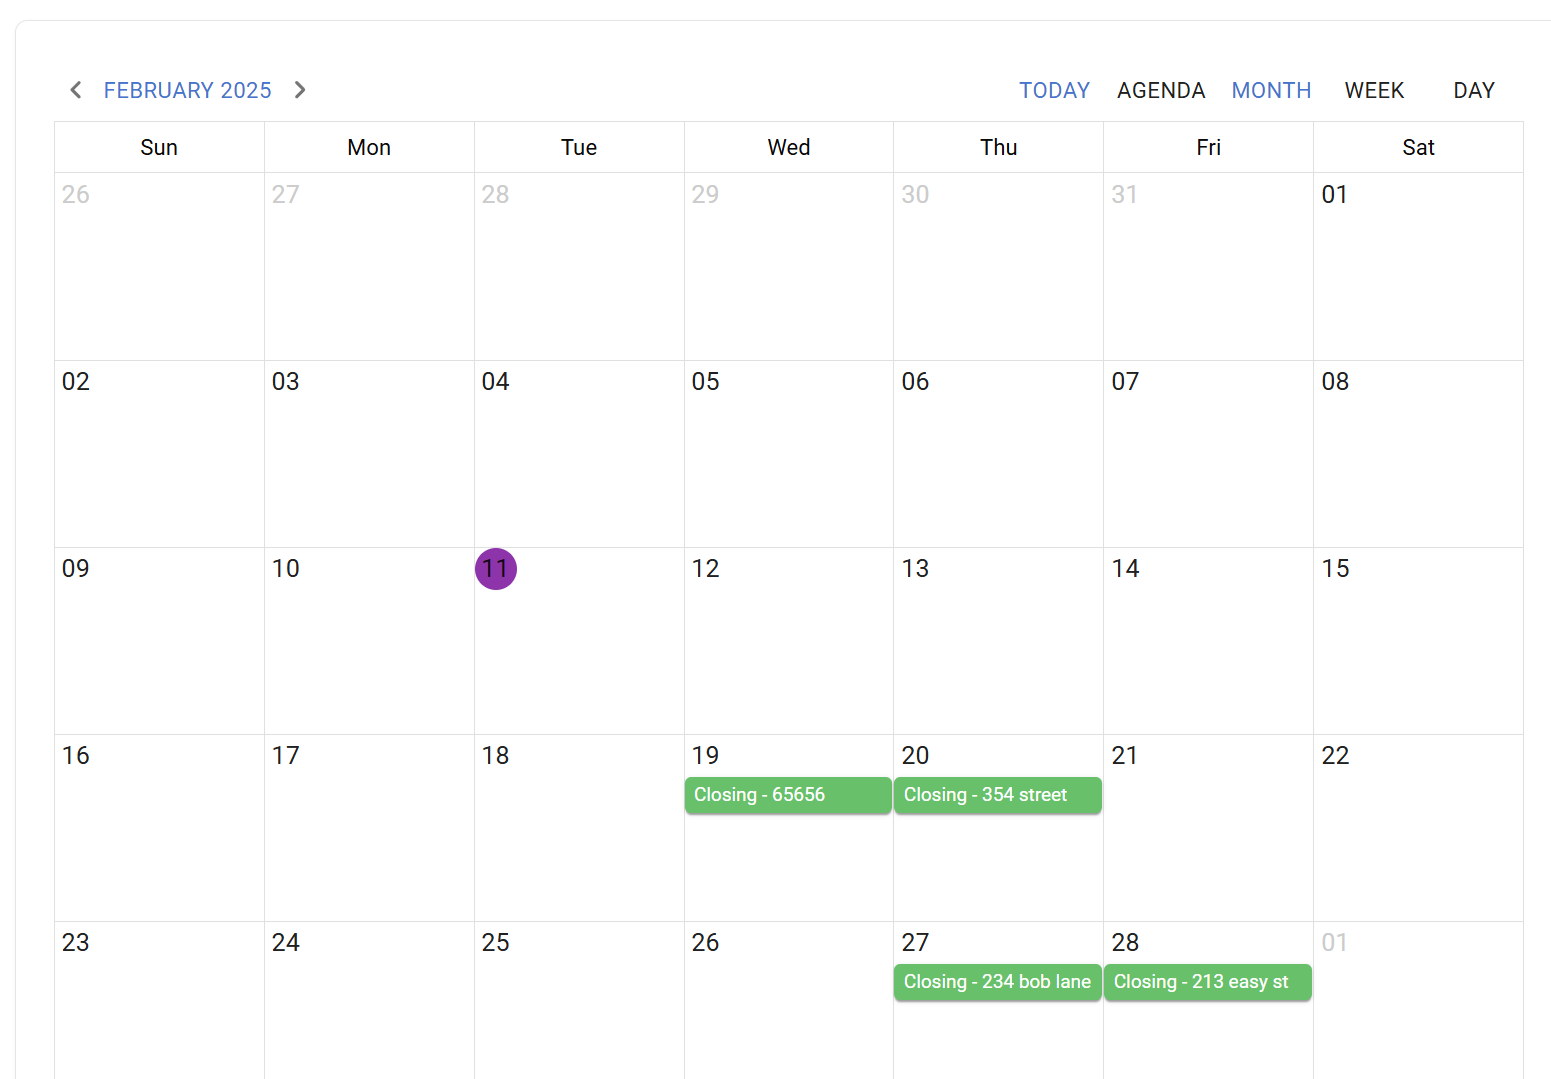 FEBRUARY 2025 TODAY AGENDA MONTH WEEK DAY
Sun Mon Tue Wed Thu Fri Sat
26 27 28 29 30 31 01
02 03 04 05 06 07 08
09 10 11 12 13 14 15
16 17 18 19 20 21 22
Closing - 65656 Closing - 354 street
23 24 25 26 27 28 01
Closing - 234 bob lane Closing - 213 easy st